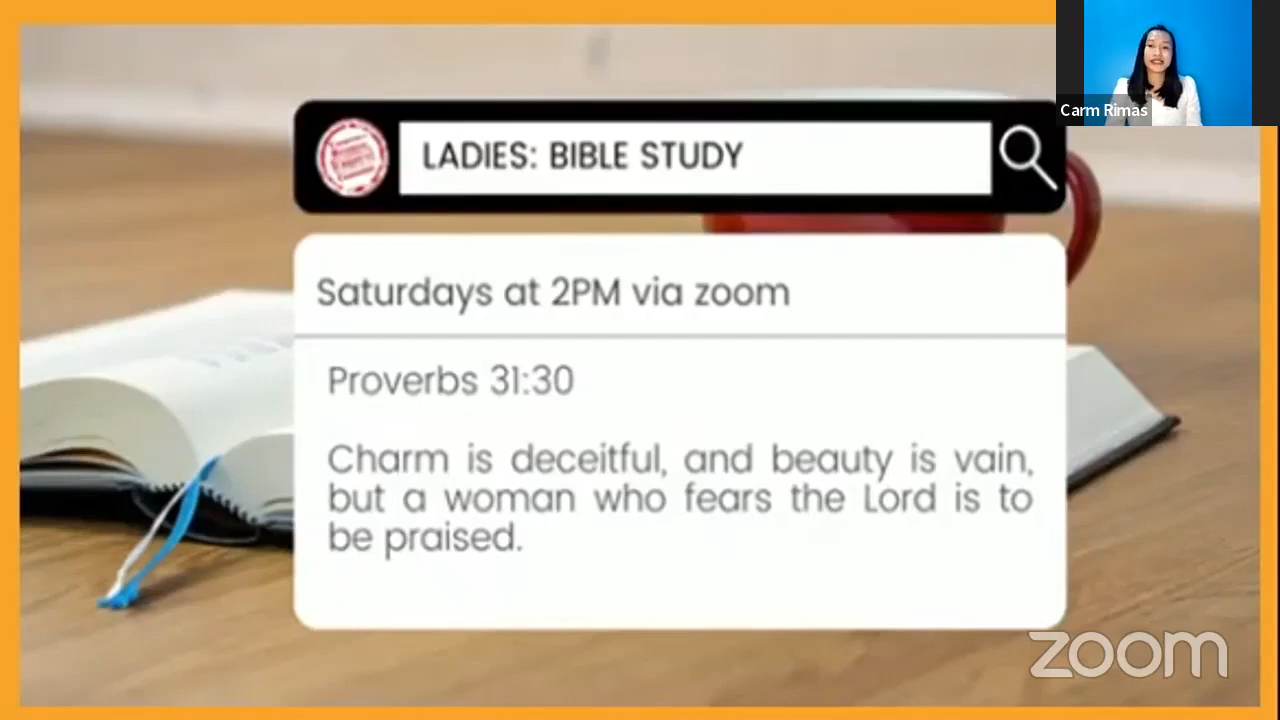 Carm Rimas
LADIES: BIBLE STUDY
Saturdays at 2PM via zoom
Proverbs 31:30
Charm is deceitful, and beauty is vain,
but a woman who fears the Lord is to
be praised.
zoom